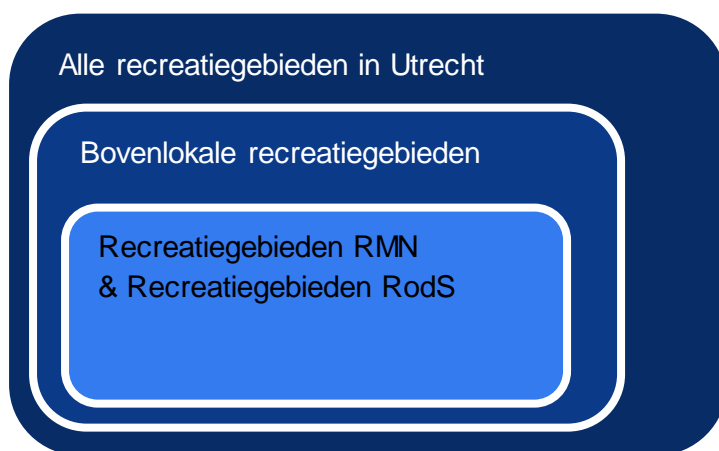 Alle recreatiegebieden in Utrecht
Bovenlokale recreatiegebieden
Recreatiegebieden RMN
& Recreatiegebieden RodS